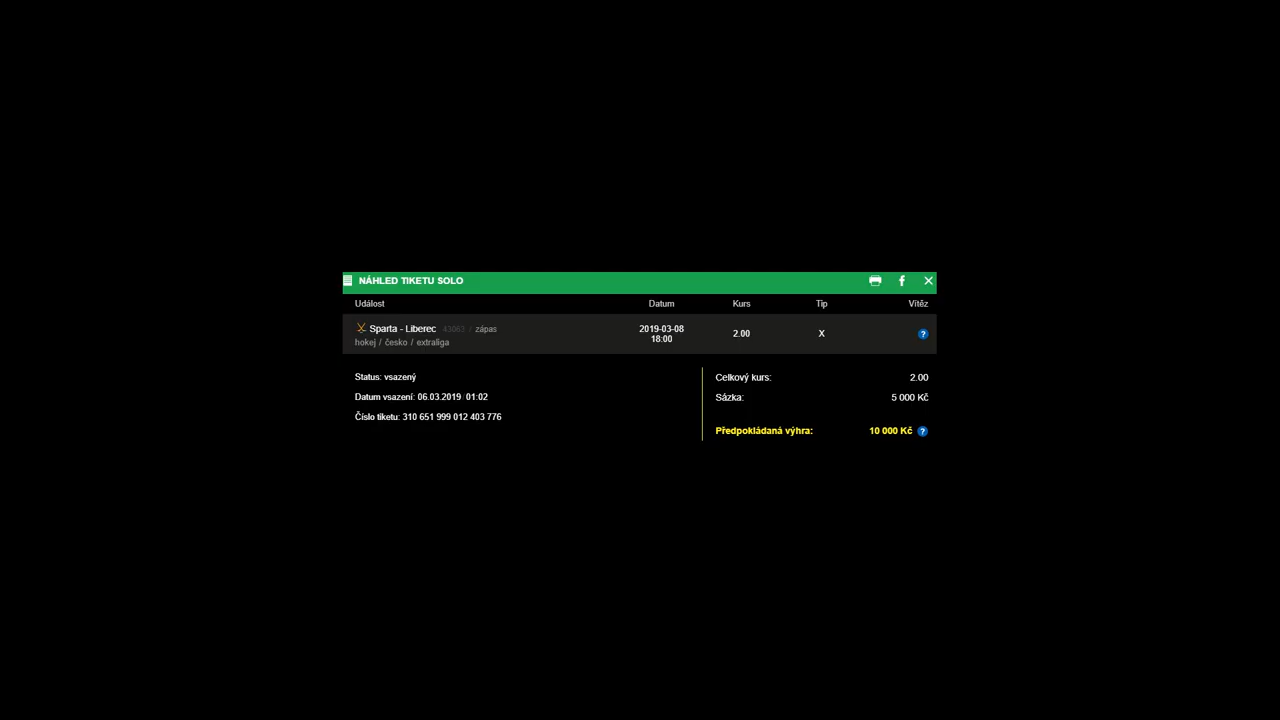 NÁHLED TIKETU SOLO
Událost Datum Kurs Tip Vítěz
Sparta - Liberec 43063 / zápas 2019-03-08 18:00 2.00 X
hokej / česko / extraliga
Status: vsazený
Datum vsazení: 06.03.2019 01:02
Číslo tiketu: 310 651 999 012 403 776
Celkový kurs: 2.00
Sázka: 5 000 Kč
Předpokládaná výhra: 10 000 Kč